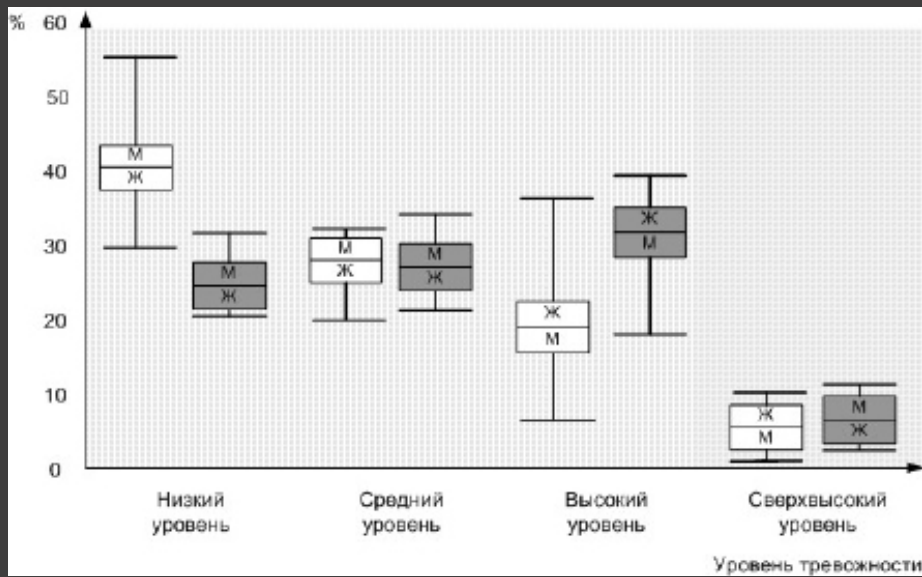 % 60
50
М
40
Ж
30
М
Ж
М
Ж
М
Ж
Ж
М
Ж
М
20
10
Ж
М
М
Ж
0
Низкий
уровень
Средний
уровень
Высокий
уровень
Сверхвысокий
уровень
Уровень тревожности